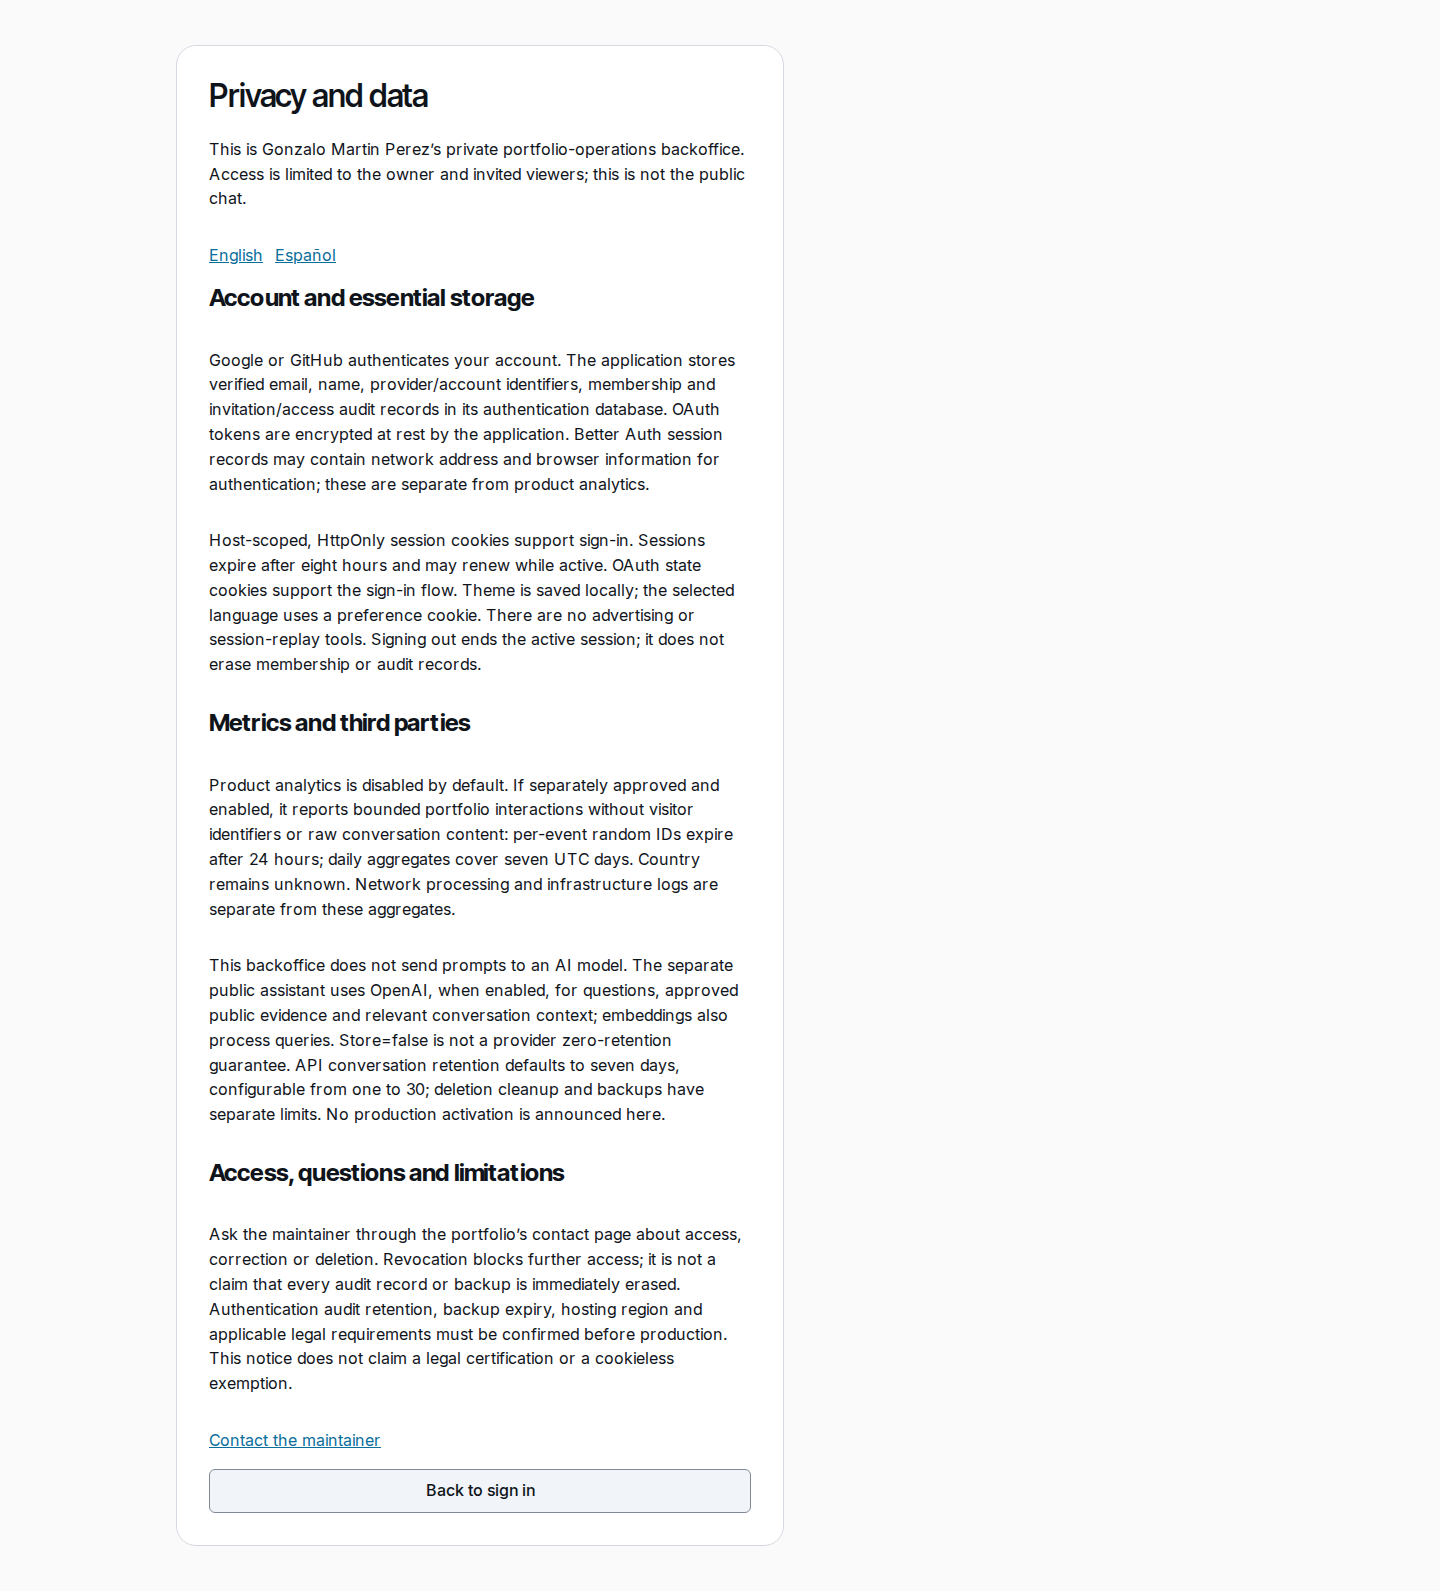 Privacy and data
This is Gonzalo Martin Perez’s private portfolio-operations backoffice.
Access is limited to the owner and invited viewers; this is not the public
chat.
English Español
Account and essential storage
Google or GitHub authenticates your account. The application stores
verified email, name, provider/account identifiers, membership and
invitation/access audit records in its authentication database. OAuth
tokens are encrypted at rest by the application. Better Auth session
records may contain network address and browser information for
authentication; these are separate from product analytics.
Host-scoped, HttpOnly session cookies support sign-in. Sessions
expire after eight hours and may renew while active. OAuth state
cookies support the sign-in flow. Theme is saved locally; the selected
language uses a preference cookie. There are no advertising or
session-replay tools. Signing out ends the active session; it does not
erase membership or audit records.
Metrics and third parties
Product analytics is disabled by default. If separately approved and
enabled, it reports bounded portfolio interactions without visitor
identifiers or raw conversation content: per-event random IDs expire
after 24 hours; daily aggregates cover seven UTC days. Country
remains unknown. Network processing and infrastructure logs are
separate from these aggregates.
This backoffice does not send prompts to an AI model. The separate
public assistant uses OpenAI, when enabled, for questions, approved
public evidence and relevant conversation context; embeddings also
process queries. Store=false is not a provider zero-retention
guarantee. API conversation retention defaults to seven days,
configurable from one to 30; deletion cleanup and backups have
separate limits. No production activation is announced here.
Access, questions and limitations
Ask the maintainer through the portfolio’s contact page about access,
correction or deletion. Revocation blocks further access; it is not a
claim that every audit record or backup is immediately erased.
Authentication audit retention, backup expiry, hosting region and
applicable legal requirements must be confirmed before production.
This notice does not claim a legal certification or a cookieless
exemption.
Contact the maintainer
Back to sign in